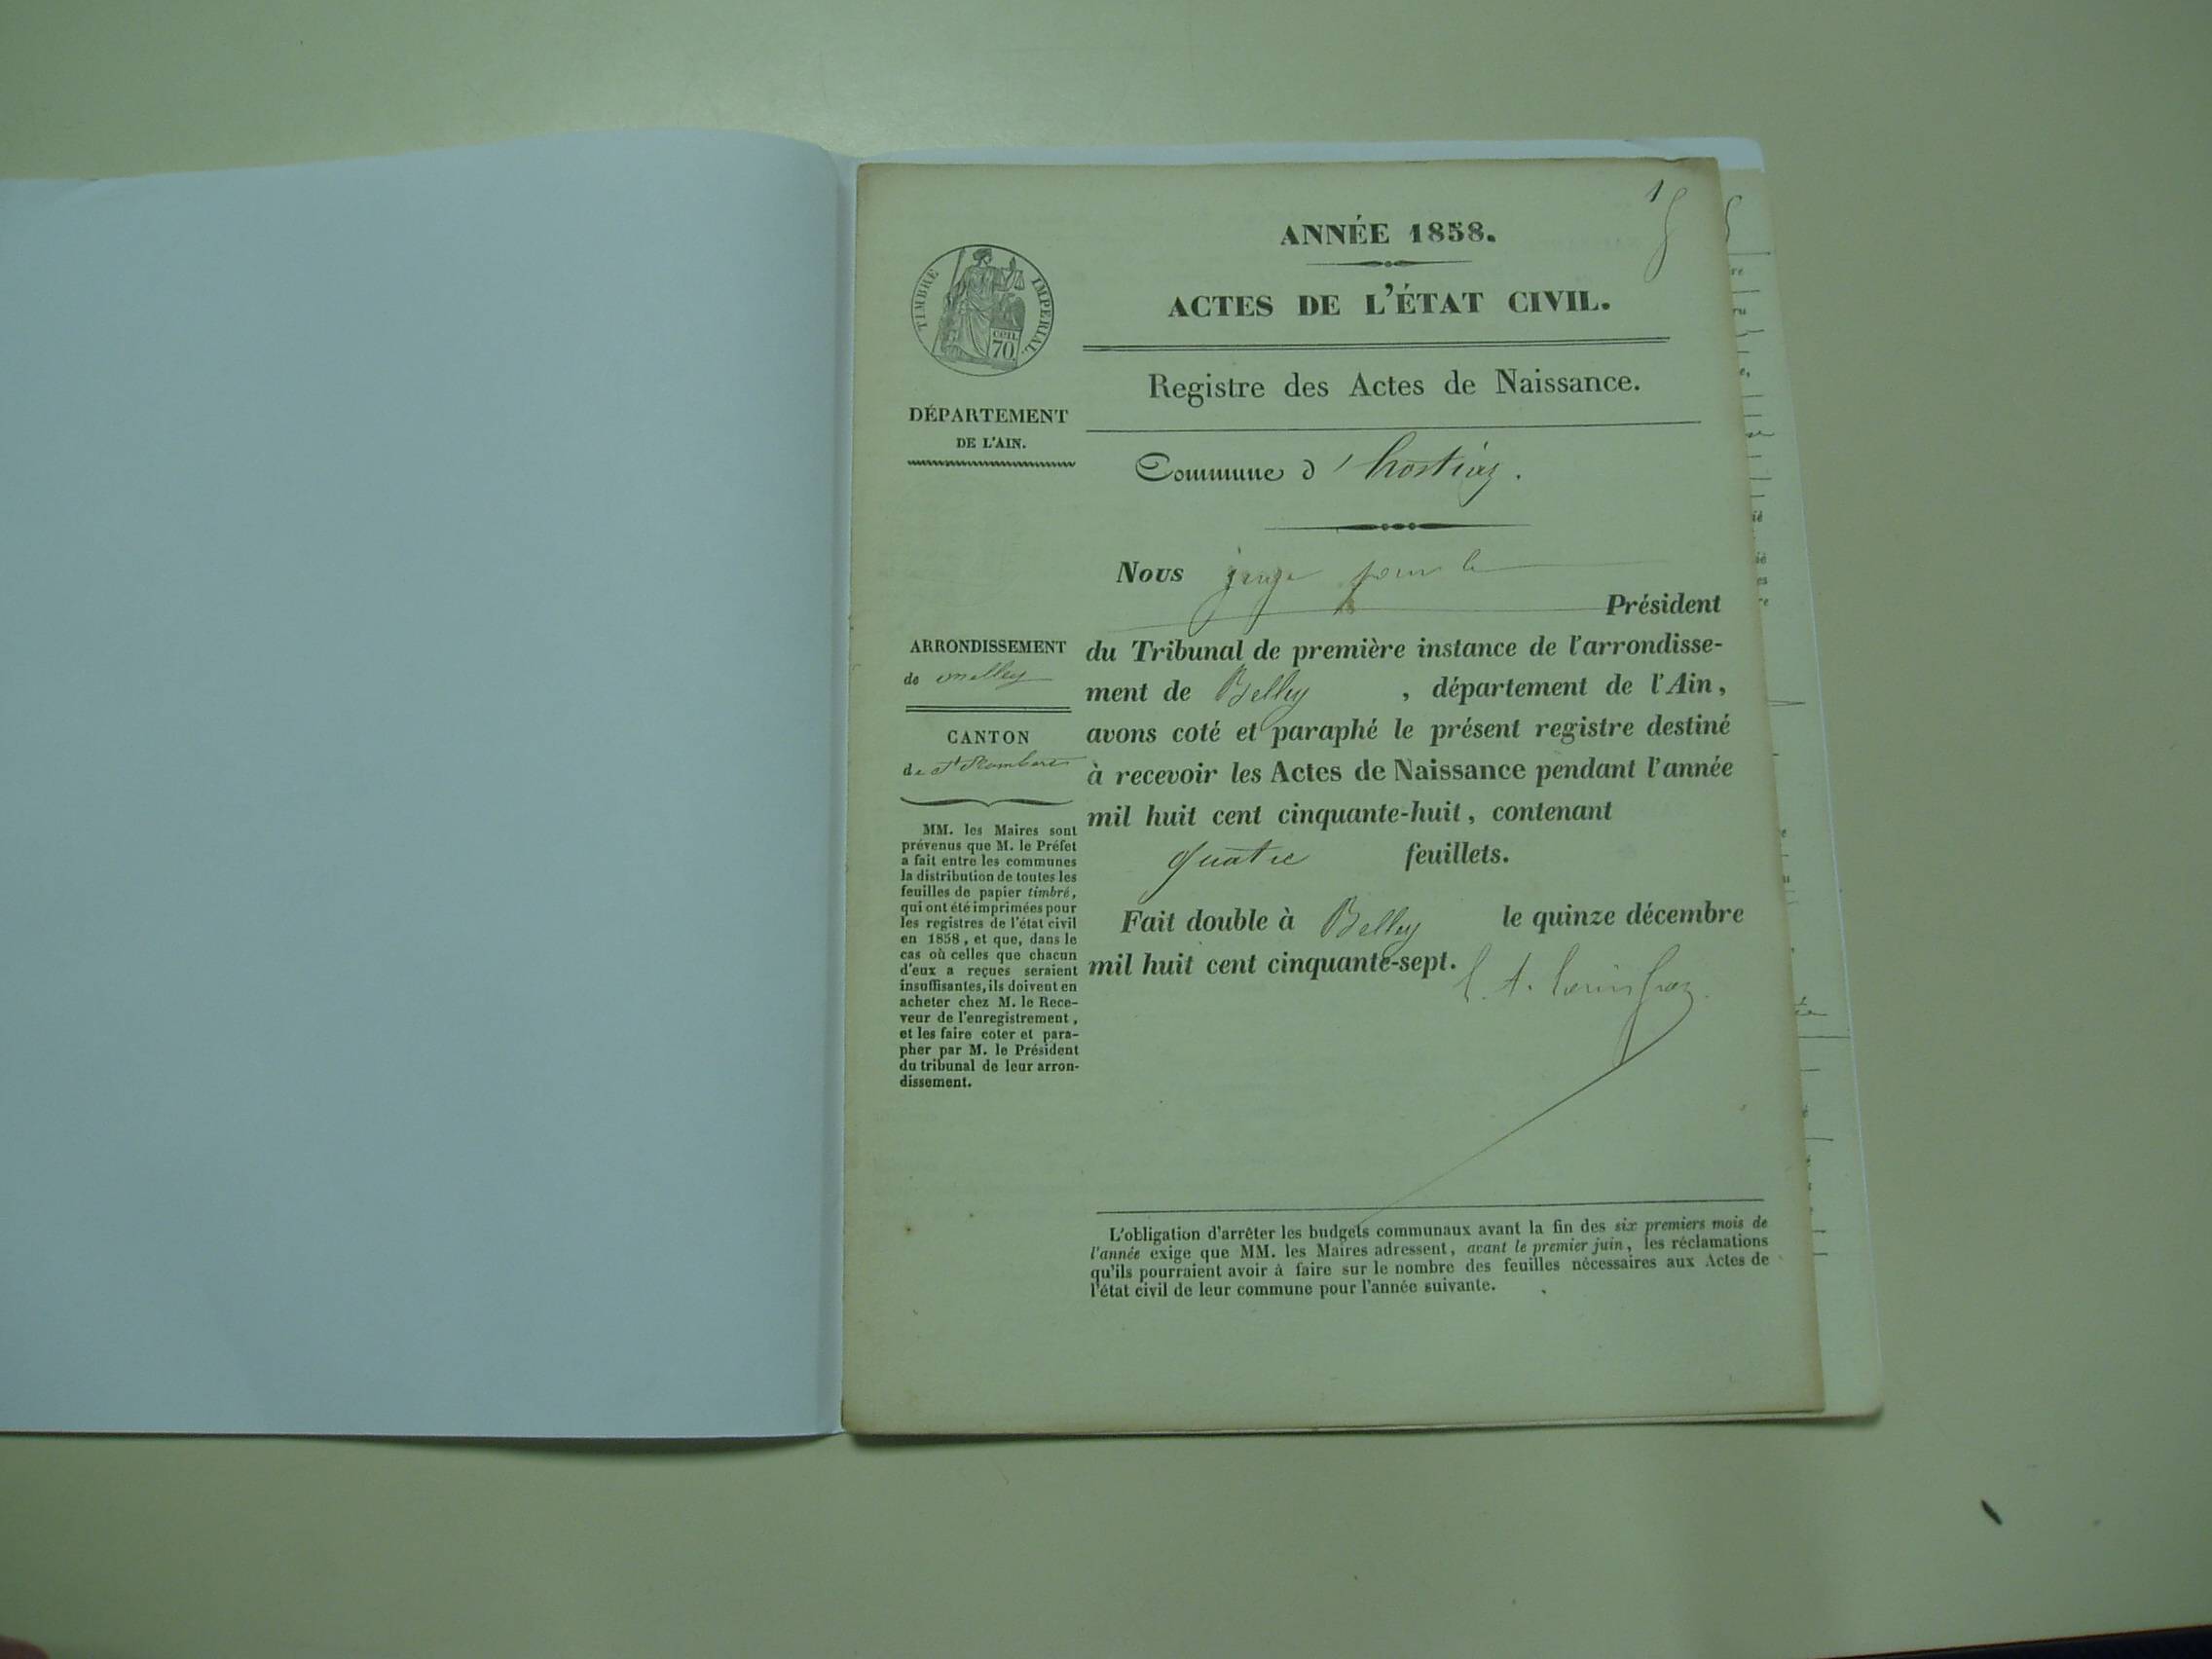 1
ANNÉE 1858.
ACTES DE L'ÉTAT CIVIL.
TIMBRE IMPÉRIAL.
CENT.
70
Registre des Actes de Naissance.
DÉPARTEMENT
DE L'AIN.
Commune d'hostiaz.
Nous juge pour le
Président
du Tribunal de première instance de l'arrondisse-
ment de Belley, département de l'Ain,
avons coté et paraphé le présent registre destiné
à recevoir les Actes de Naissance pendant l'année
mil huit cent cinquante-huit, contenant
quatre feuillets.
Fait double à Belley le quinze décembre
mil huit cent cinquante-sept.
ARRONDISSEMENT
de
CANTON
de St Rambert
MM. les Maires sont
prévenus que M. le Préfet
a fait entre les communes
la distribution de toutes les
feuilles de papier timbré,
qui ont été imprimées pour
les registres de l'état civil
en 1858, et que, dans le
cas où celles que chacun
d'eux a reçues seraient
insuffisantes, ils doivent en
acheter chez M. le Rece-
veur de l'enregistrement,
et les faire coter et para-
pher par M. le Président
du tribunal de leur arron-
dissement.
L'obligation d'arrêter les budgets communaux avant la fin des six premiers mois de
l'année exige que MM. les Maires adressent, avant le premier juin, les réclamations
qu'ils pourraient avoir à faire sur le nombre des feuilles nécessaires aux Actes de
l'état civil de leur commune pour l'année suivante.